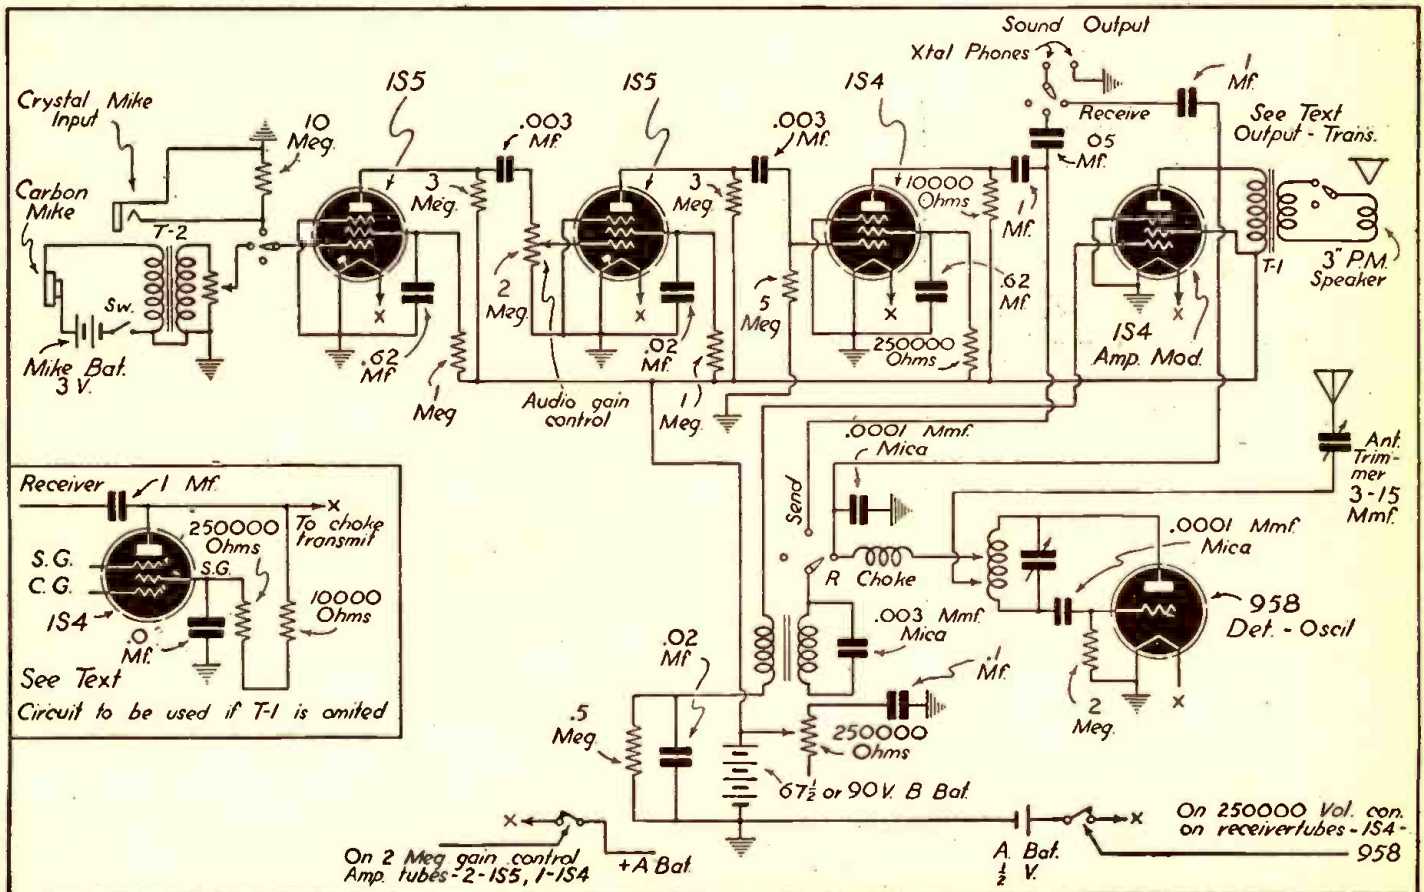 Sound Output
Xtal Phones
Crystal Mike
Input
10
Meg.
1S5
.003
Mf.
1S5
.003
Mf.
1S4
Receive
.05
Mf.
1
Mf.
See Text
Output - Trans.
Carbon
Mike
T-2
3
Meg.
3
Meg.
10000
Ohms
1
Mf.
T-1
3" P.M.
Speaker
Sw.
Mike Bat.
3 V.
.62
Mf
1
Meg
2
Meg.
Audio gain
control
.02
Mf.
1
Meg.
5
Meg
.62
Mf.
250000
Ohms
X
X
X
X
1S4
Amp. Mod.
.0001 Mmf.
Mica
Send
R
Choke
.0001 Mmf.
Mica
Ant.
Trim-
mer
3-15
Mmf.
958
Det. - Oscil
2
Meg.
X
.003 Mmf.
Mica
.1
Mf.
.02
Mf
.5
Meg.
250000
Ohms
67½ or 90 V. B Bat.
Receiver
1 Mf.
X
To choke
transmit
250000
Ohms
S.G.
C.G.
S.G.
1S4
.0
Mf.
10000
Ohms
See Text
Circuit to be used if T-1 is omited
X
On 2 Meg gain control
Amp. tubes - 2-1S5, 1-1S4
+A Bat.
A. Bat.
½
V.
X
On 250000 Vol. con.
on receivertubes - 1S4 -
958